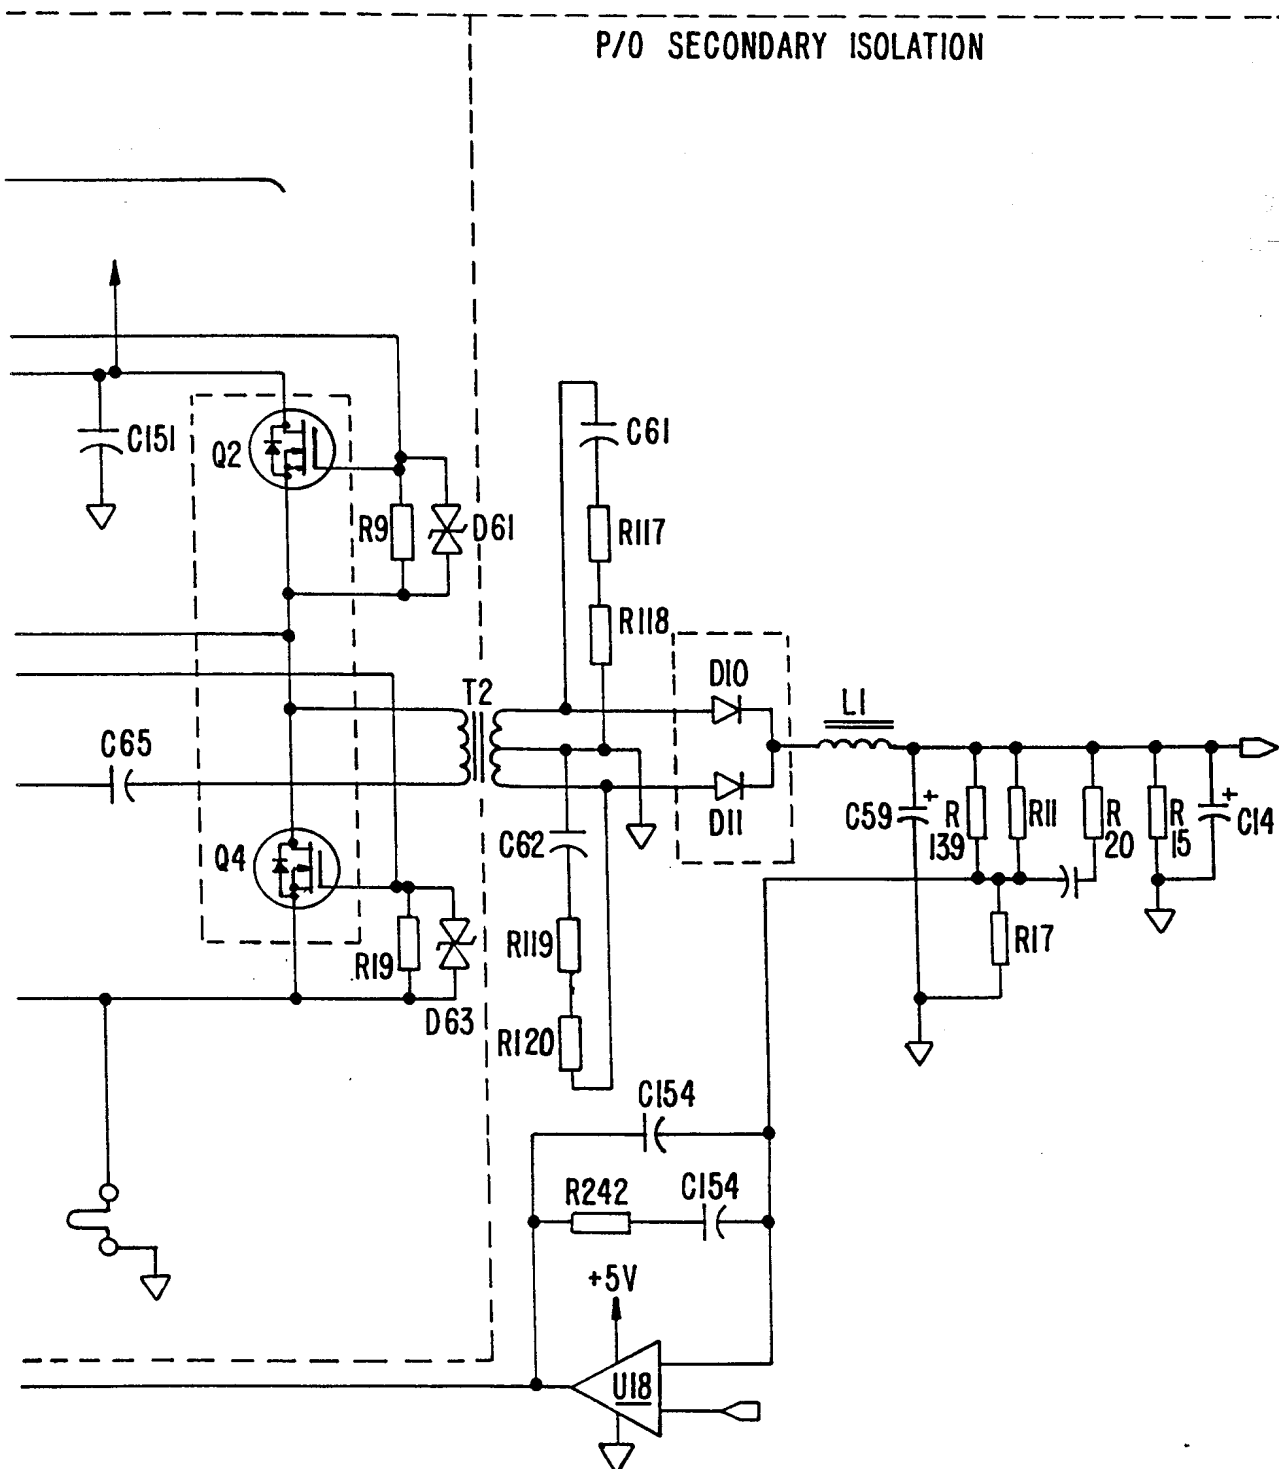 P/O SECONDARY ISOLATION
C151
Q2
R9
D61
C61
R117
R118
T2
D10
L1
C65
D11
C59
+
R
139
R11
R
20
R
15
+
C14
Q4
C62
R19
R119
R17
D63
R120
C154
R242
C154
+5V
U18